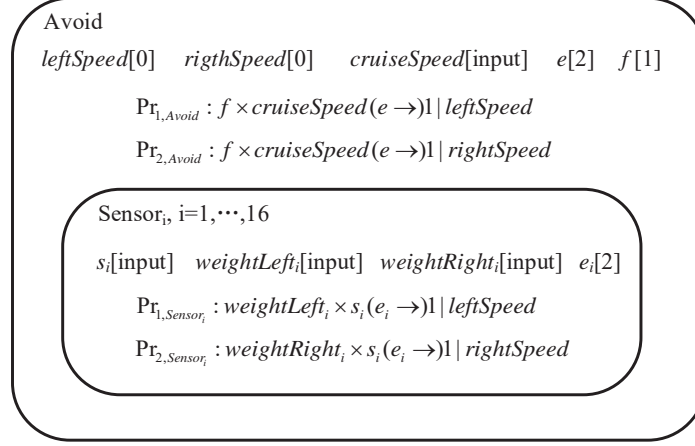 Avoid
leftSpeed[0] rigthSpeed[0] cruiseSpeed[input] e[2] f[1]
Pr₁,Avoid : f × cruiseSpeed(e →)1 | leftSpeed
Pr₂,Avoid : f × cruiseSpeed(e →)1 | rightSpeed
Sensorᵢ, i=1,⋯,16
sᵢ[input] weightLeftᵢ[input] weightRightᵢ[input] eᵢ[2]
Pr₁,Sensorᵢ : weightLeftᵢ × sᵢ(eᵢ →)1 | leftSpeed
Pr₂,Sensorᵢ : weightRightᵢ × sᵢ(eᵢ →)1 | rightSpeed